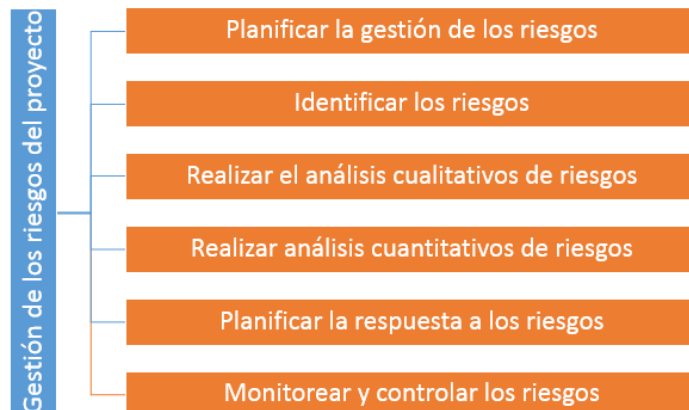 Gestión de los riesgos del proyecto
Planificar la gestión de los riesgos
Identificar los riesgos
Realizar el análisis cualitativos de riesgos
Realizar análisis cuantitativos de riesgos
Planificar la respuesta a los riesgos
Monitorear y controlar los riesgos